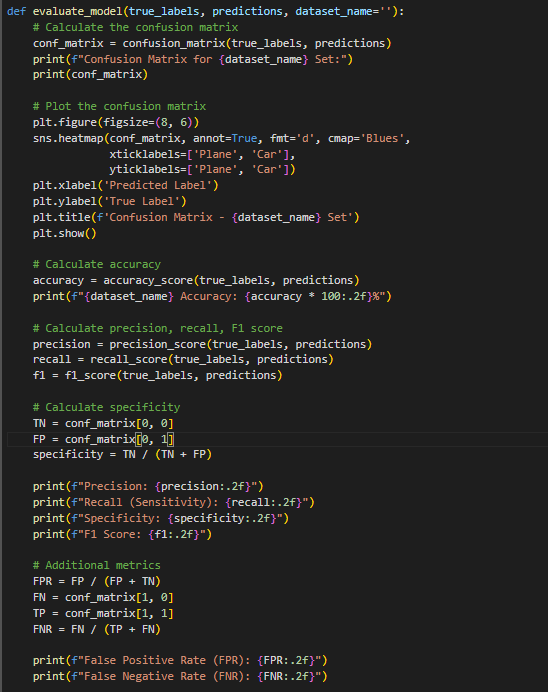 def evaluate_model(true_labels, predictions, dataset_name=''):
    # Calculate the confusion matrix
    conf_matrix = confusion_matrix(true_labels, predictions)
    print(f"Confusion Matrix for {dataset_name} Set:")
    print(conf_matrix)

    # Plot the confusion matrix
    plt.figure(figsize=(8, 6))
    sns.heatmap(conf_matrix, annot=True, fmt='d', cmap='Blues',
                xticklabels=['Plane', 'Car'],
                yticklabels=['Plane', 'Car'])
    plt.xlabel('Predicted Label')
    plt.ylabel('True Label')
    plt.title(f'Confusion Matrix - {dataset_name} Set')
    plt.show()

    # Calculate accuracy
    accuracy = accuracy_score(true_labels, predictions)
    print(f"{dataset_name} Accuracy: {accuracy * 100:.2f}%")

    # Calculate precision, recall, F1 score
    precision = precision_score(true_labels, predictions)
    recall = recall_score(true_labels, predictions)
    f1 = f1_score(true_labels, predictions)

    # Calculate specificity
    TN = conf_matrix[0, 0]
    FP = conf_matrix[0, 1]
    specificity = TN / (TN + FP)

    print(f"Precision: {precision:.2f}")
    print(f"Recall (Sensitivity): {recall:.2f}")
    print(f"Specificity: {specificity:.2f}")
    print(f"F1 Score: {f1:.2f}")

    # Additional metrics
    FPR = FP / (FP + TN)
    FN = conf_matrix[1, 0]
    TP = conf_matrix[1, 1]
    FNR = FN / (TP + FN)

    print(f"False Positive Rate (FPR): {FPR:.2f}")
    print(f"False Negative Rate (FNR): {FNR:.2f}")